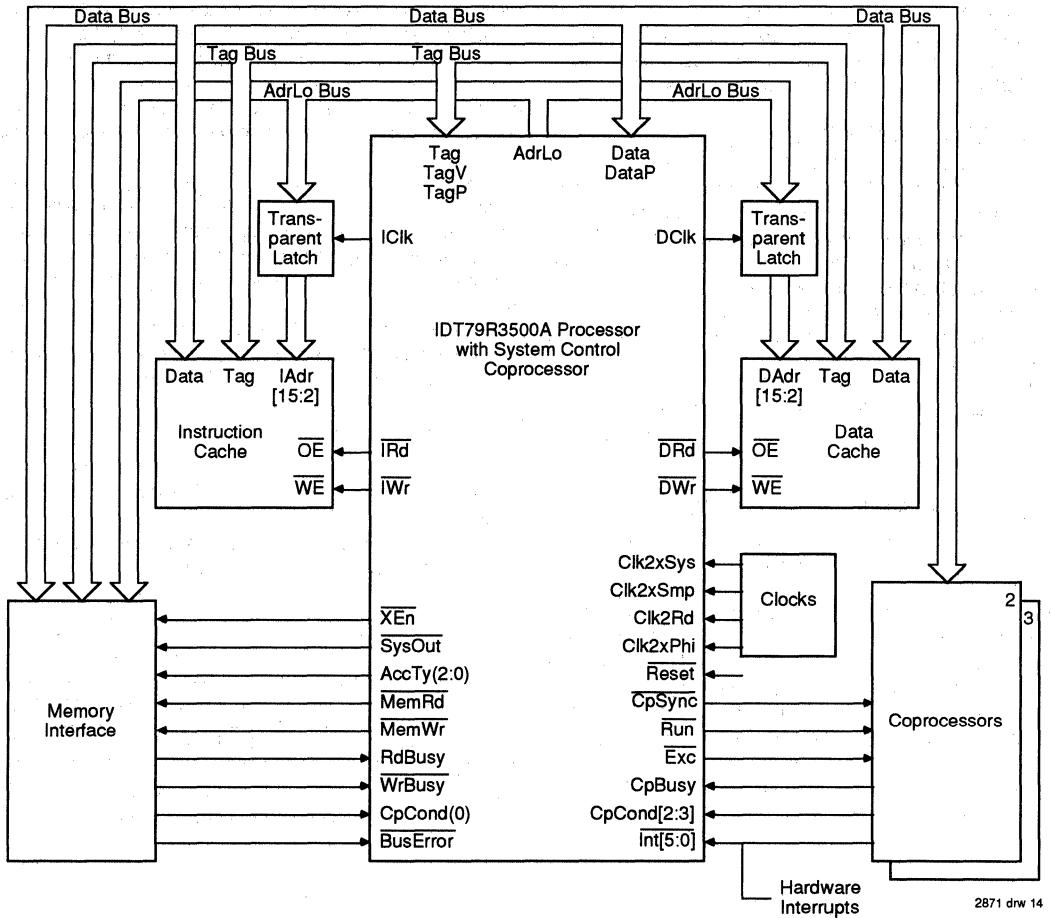 Data Bus
Data Bus
Data Bus
Tag Bus
Tag Bus
AdrLo Bus
AdrLo Bus
Tag
TagV
TagP
AdrLo
Data
DataP
Trans-
parent
Latch
IClk
DClk
Trans-
parent
Latch
IDT79R3500A Processor
with System Control
Coprocessor
Data Tag IAdr
[15:2]
Instruction
Cache
OE
WE
IRd
IWr
DRd
DWr
DAdr Tag Data
[15:2]
Data
Cache
OE
WE
Clk2xSys
Clk2xSmp
Clk2Rd
Clk2xPhi
Reset
Clocks
Memory
Interface
XEn
SysOut
AccTy(2:0)
MemRd
MemWr
RdBusy
WrBusy
CpCond(0)
BusError
CpSync
Run
Exc
CpBusy
CpCond[2:3]
Int[5:0]
2
3
Coprocessors
Hardware
Interrupts
2871 drw 14